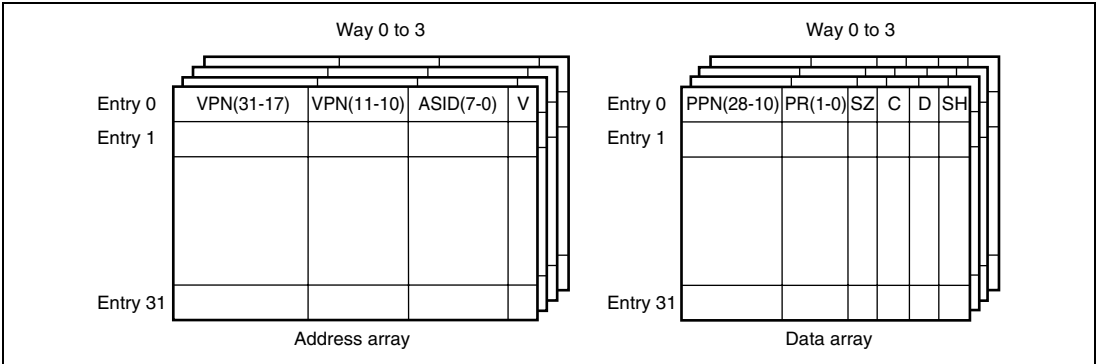 Way 0 to 3
Entry 0 VPN(31-17) VPN(11-10) ASID(7-0) V
Entry 1
Entry 31
Address array
Way 0 to 3
Entry 0 PPN(28-10) PR(1-0) SZ C D SH
Entry 1
Entry 31
Data array